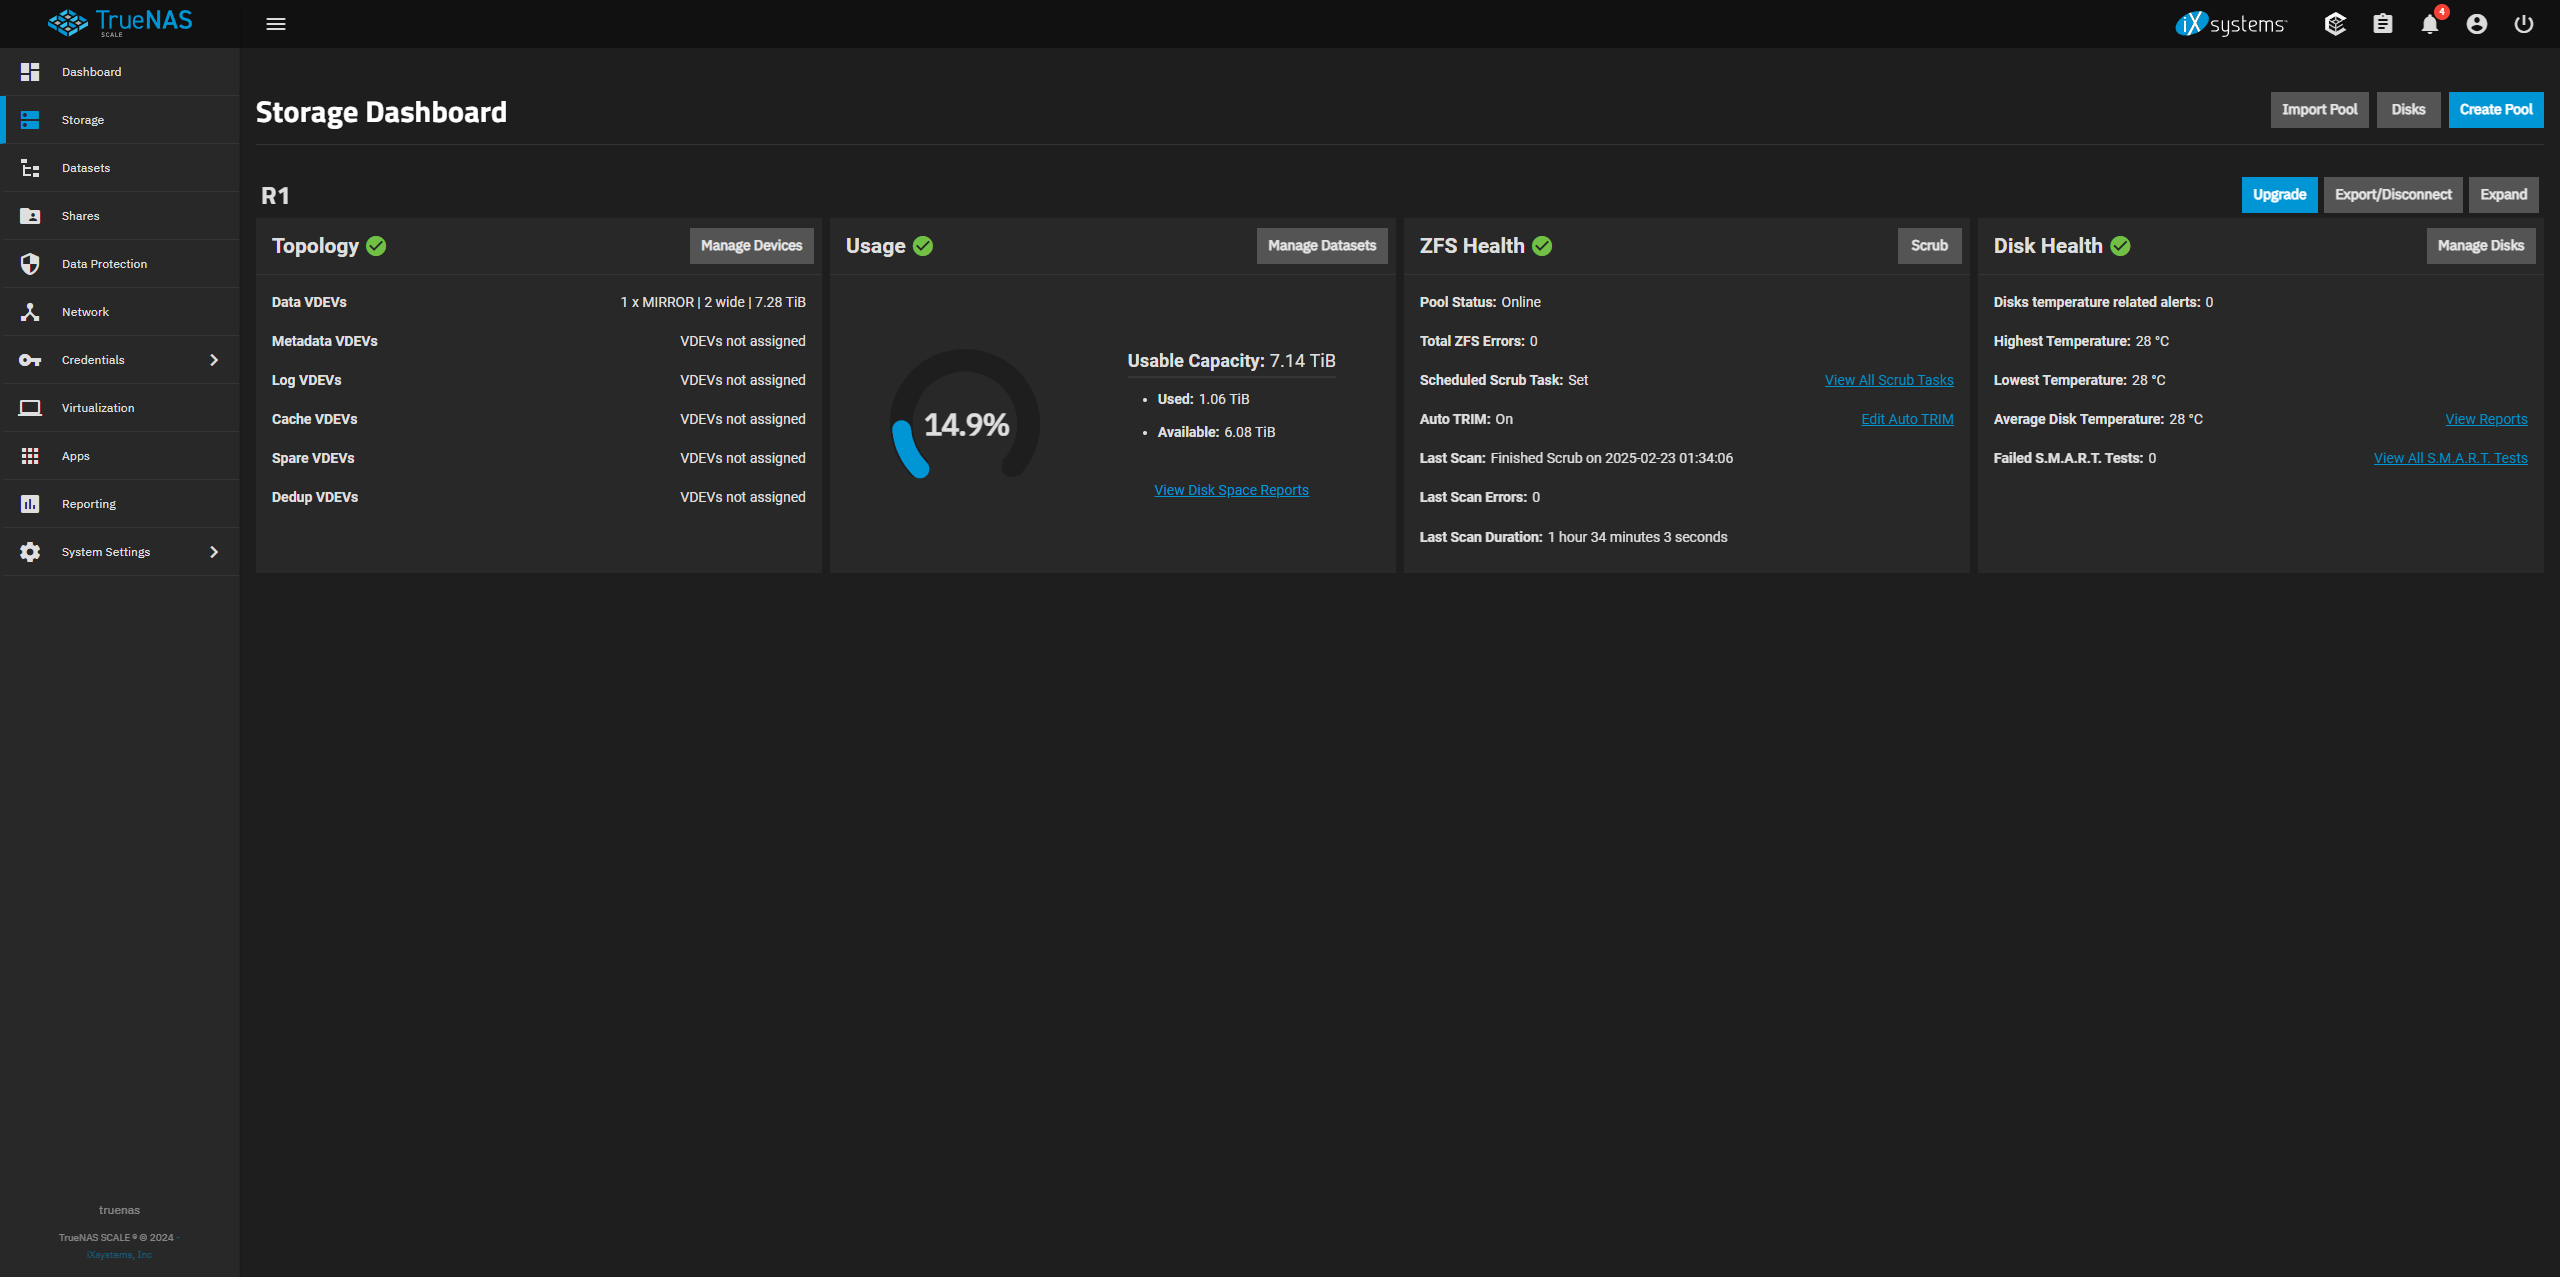 TrueNAS
SCALE
iXsystems
4
Dashboard
Storage
Datasets
Shares
Data Protection
Network
Credentials
Virtualization
Apps
Reporting
System Settings
truenas
TrueNAS SCALE ® © 2024 -
iXsystems, Inc
Storage Dashboard
Import Pool
Disks
Create Pool
R1
Upgrade
Export/Disconnect
Expand
Topology
Manage Devices
Data VDEVs 1 x MIRROR | 2 wide | 7.28 TiB
Metadata VDEVs VDEVs not assigned
Log VDEVs VDEVs not assigned
Cache VDEVs VDEVs not assigned
Spare VDEVs VDEVs not assigned
Dedup VDEVs VDEVs not assigned
Usage
Manage Datasets
14.9%
Usable Capacity: 7.14 TiB
• Used: 1.06 TiB
• Available: 6.08 TiB
View Disk Space Reports
ZFS Health
Scrub
Pool Status: Online
Total ZFS Errors: 0
Scheduled Scrub Task: Set View All Scrub Tasks
Auto TRIM: On Edit Auto TRIM
Last Scan: Finished Scrub on 2025-02-23 01:34:06
Last Scan Errors: 0
Last Scan Duration: 1 hour 34 minutes 3 seconds
Disk Health
Manage Disks
Disks temperature related alerts: 0
Highest Temperature: 28 °C
Lowest Temperature: 28 °C
Average Disk Temperature: 28 °C View Reports
Failed S.M.A.R.T. Tests: 0 View All S.M.A.R.T. Tests